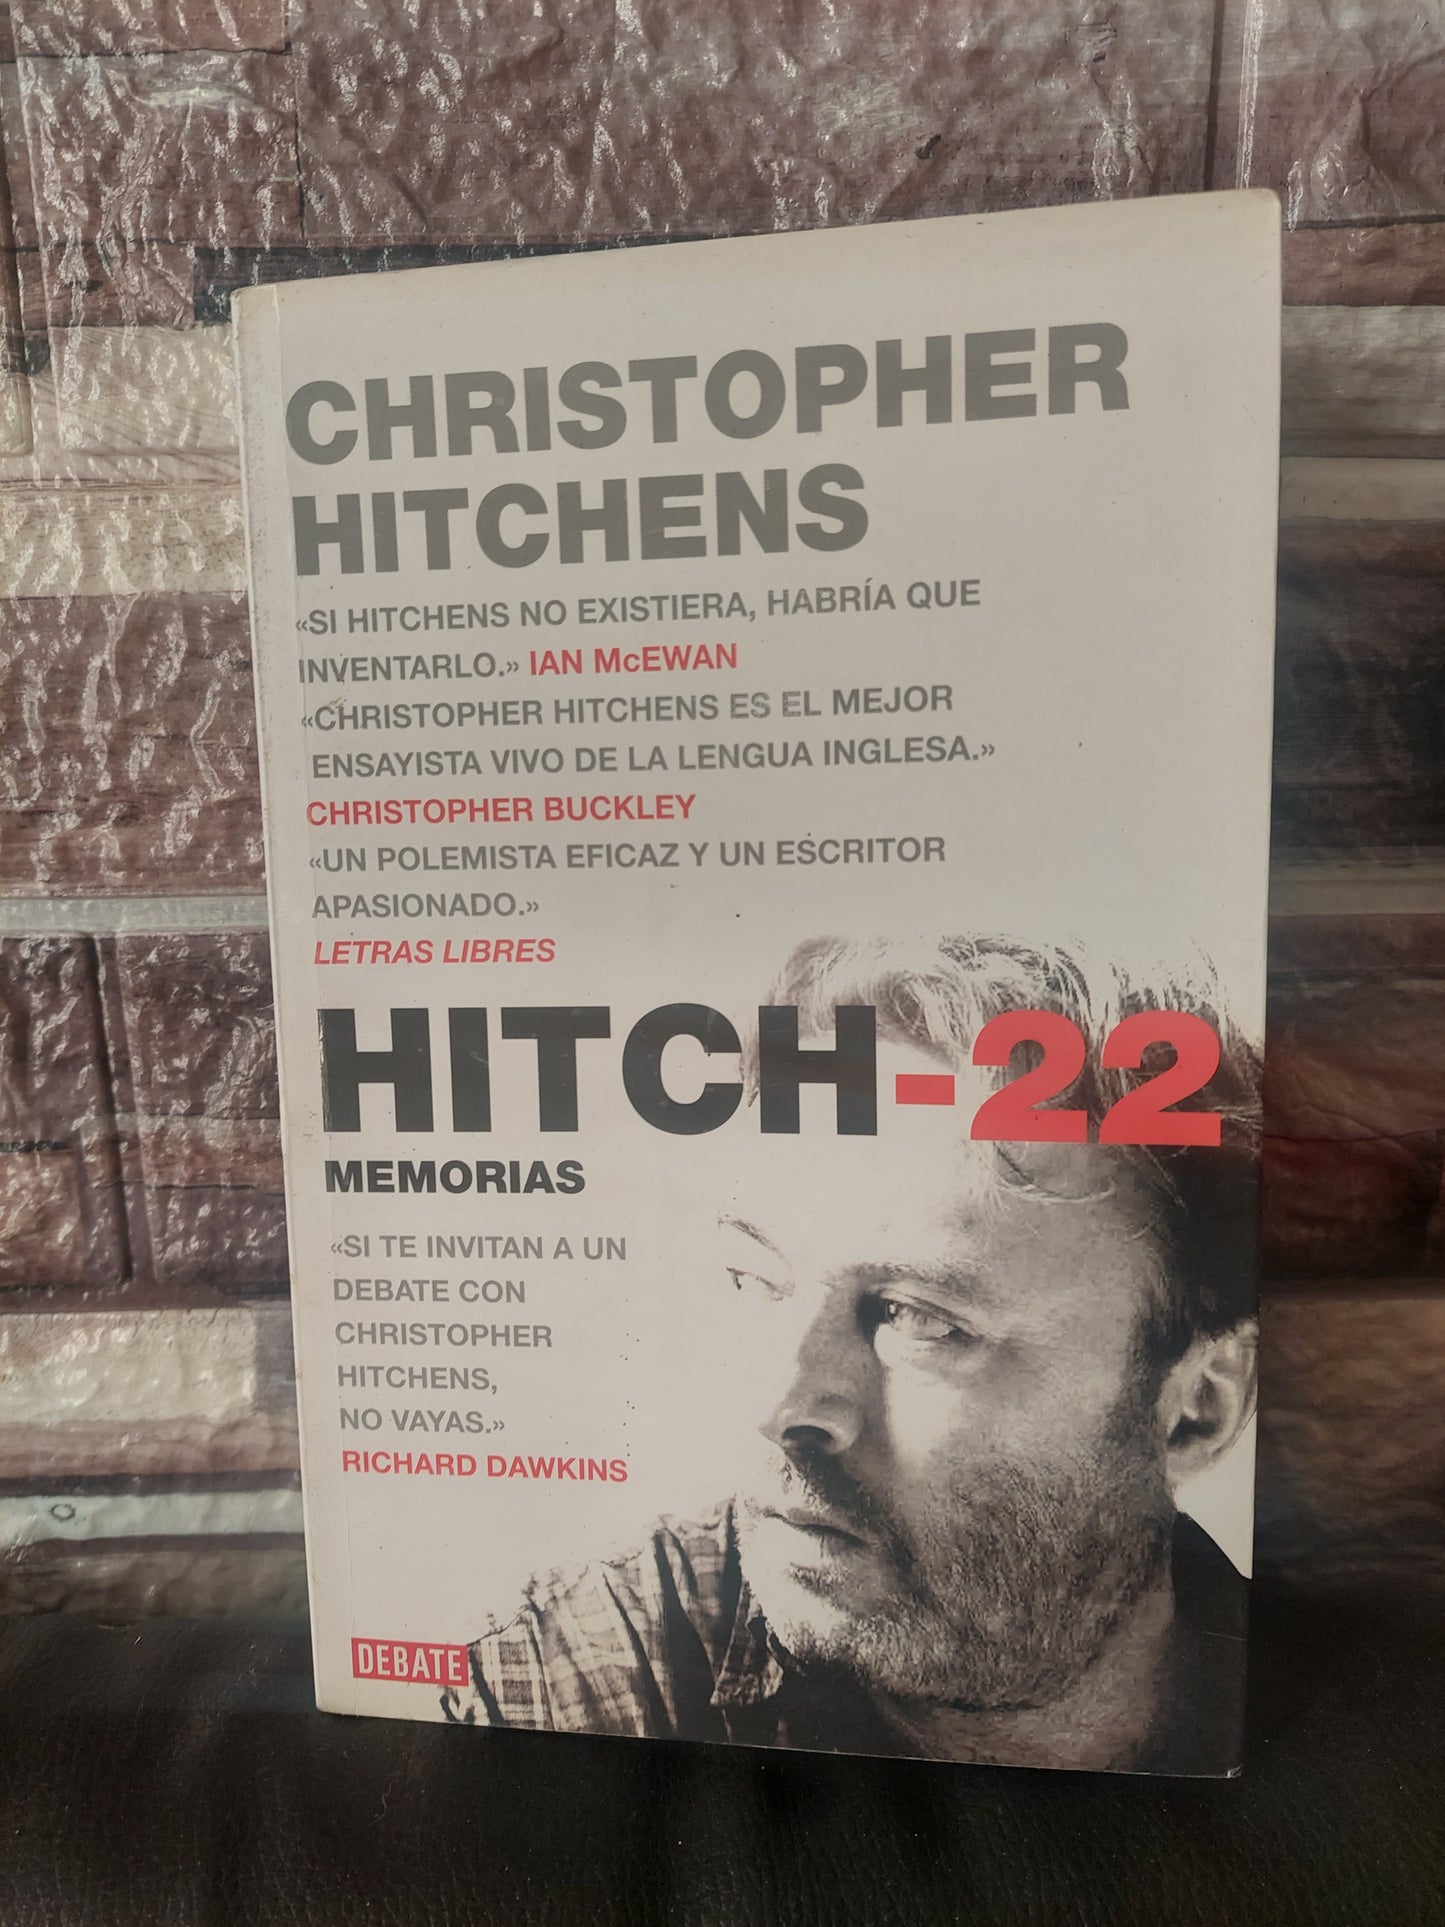 CHRISTOPHER
HITCHENS
«SI HITCHENS NO EXISTIERA, HABRÍA QUE
INVENTARLO.» IAN McEWAN
«CHRISTOPHER HITCHENS ES EL MEJOR
ENSAYISTA VIVO DE LA LENGUA INGLESA.»
CHRISTOPHER BUCKLEY
«UN POLEMISTA EFICAZ Y UN ESCRITOR
APASIONADO.»
LETRAS LIBRES
HITCH-22
MEMORIAS
«SI TE INVITAN A UN
DEBATE CON
CHRISTOPHER
HITCHENS,
NO VAYAS.»
RICHARD DAWKINS
DEBATE